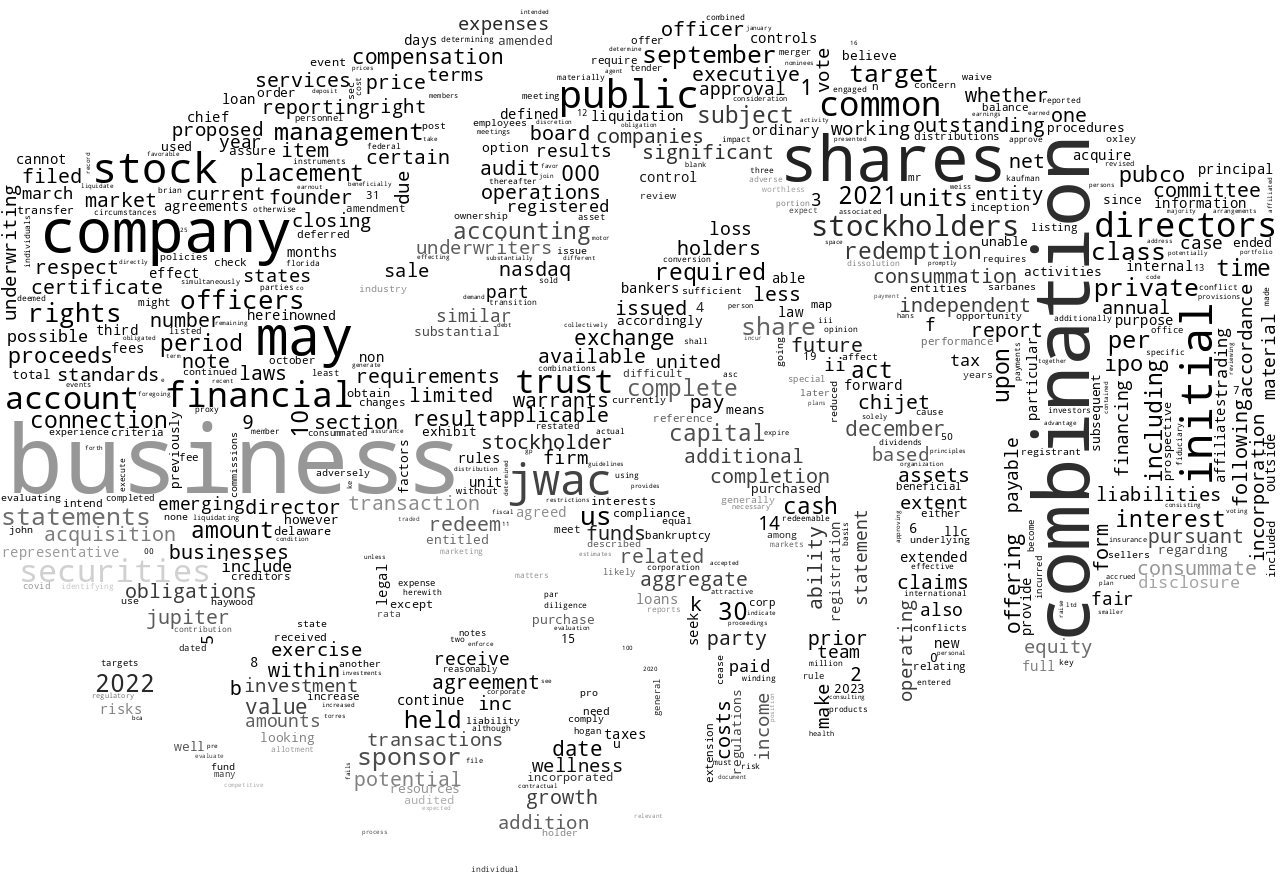 intended
expenses
combined
officer
january
days
determining
amended
offer
controls
determine
september
merger
16
event
compensation
require
nominees
believe
services
price
terms
agent
tender
executive
vote
target
waive
loan
order
reporting
right
materially
public
approval
1
engaged
n
concern
whether
chief
personnel
members
meeting
consideration
common
balance
reported
one
proposed
management
post
defined
12
liquidation
subject
activity
working
outstanding
earnings
earned
procedures
used
year
assure
item
federal
take
employees
discretion
obligation
board
companies
ordinary
presented
distributions
approve
oxley
cannot
favorable
instruments
certain
option
results
significant
impact
shares
net
acquire
revised
filed
stock
placement
audit
favor
join
000
control
three
adverse
mr
kaufman
entity
pubco
principal
march
liquidate
brian
earnout
beneficially
due
thereafter
operations
review
worthless
portion
3
2021
weiss
units
since
persons
committee
affiliated
market
current
founder
31
registered
expect
associated
inception
information
transfer
circumstances
agreements
otherwise
amendment
ownership
asset
stockholders
listing
majority
arrangements
underwriting
company
25
closing
deferred
accounting
motor
loss
holders
space
unable
directors
individuals
policies
check
months
effecting
substantially
issue
different
conversion
redemption
requires
address
class
case
ended
respect
directly
effect
states
florida
underwriters
required
able
dissolution
promptly
consummation
activities
internal
13
potentially
portfolio
time
certificate
simultaneously
parties
co
sale
nasdaq
bankers
sufficient
less
entities
sarbanes
code
conflict
deemed
might
officers
industry
part
sold
issued
4
person
law
map
payment
independent
private
provisions
rights
number
hereinowned
demand
transition
similar
accordingly
share
iii
opinion
hans
opportunity
additionally
annual
made
possible
third
listed
remaining
may
substantial
debt
collectively
exchange
shall
incur
future
f
report
purpose
office
obligated
proceeds
fees
period
october
non
available
combinations
united
going
19
affect
performance
combination
per
specific
accordance
total
standards
term
note
laws
least
generate
requirements
difficult
asc
special
ii
act
tax
upon
payments
together
ipo
initial
material
events
continued
recent
financial
obtain
limited
trust
currently
complete
later
reduced
forward
years
particular
including
trading
account
foregoing
changes
warrants
reference
pay
means
plans
chijet
investors
contained
7
connection
proxy
9
10
section
result
applicable
restated
capital
expire
solely
cause
december
50
advantage
subsequent
financing
prospective
fiduciary
affiliates
following
experience
criteria
member
consummated
assurance
exhibit
stockholder
actual
additional
dividends
based
principles
registrant
forth
business
previously
commissions
factors
rules
firm
guidelines
organization
execute
fee
adversely
ke
distribution
unit
determined
jwac
using
completion
assets
payable
incorporation
outside
evaluating
intend
completed
without
restrictions
provides
interests
purchased
beneficial
liabilities
consisting
emerging
director
transaction
fiscal
agreed
us
compliance
generally
necessary
cash
extent
voting
statements
none
liquidating
however
traded
redeem
11
meet
funds
equal
bankruptcy
14
redeemable
approving
either
become
interest
insurance
john
acquisition
amount
delaware
condition
entitled
described
among
6
llc
underlying
form
pursuant
included
representative
00
businesses
marketing
estimates
related
markets
basis
extended
offering
sellers
regarding
securities
include
creditors
unless
likely
accepted
corporation
ability
registration
statement
effective
incurred
accrued
plan
consummate
covid
identifying
legal
expense
herewith
matters
aggregate
attractive
claims
provide
disclosure
obligations
use
haywood
except
par
loans
reports
international
raise
ltd
fair
smaller
jupiter
rata
diligence
purchase
seek
k
30
corp
indicate
operating
also
contribution
5
state
notes
evaluation
15
party
proceedings
prior
conflicts
equity
dated
received
two
enforce
100
team
new
0
personal
full
key
targets
8
exercise
receive
reasonably
2020
cease
paid
winding
million
rule
relating
2022
within
another
investments
agreement
see
2
entered
regulatory
b
investment
increase
continue
corporate
pro
general
2023
consulting
risks
value
increased
inc
need
make
products
bca
amounts
torres
held
liability
although
comply
hogan
costs
regulations
income
position
health
well
pre
looking
transactions
date
taxes
u
evaluate
allotment
sponsor
file
wellness
extension
must
risk
fund
many
fails
potential
incorporated
document
competitive
resources
contractual
audited
expected
growth
addition
holder
relevant
process
individual